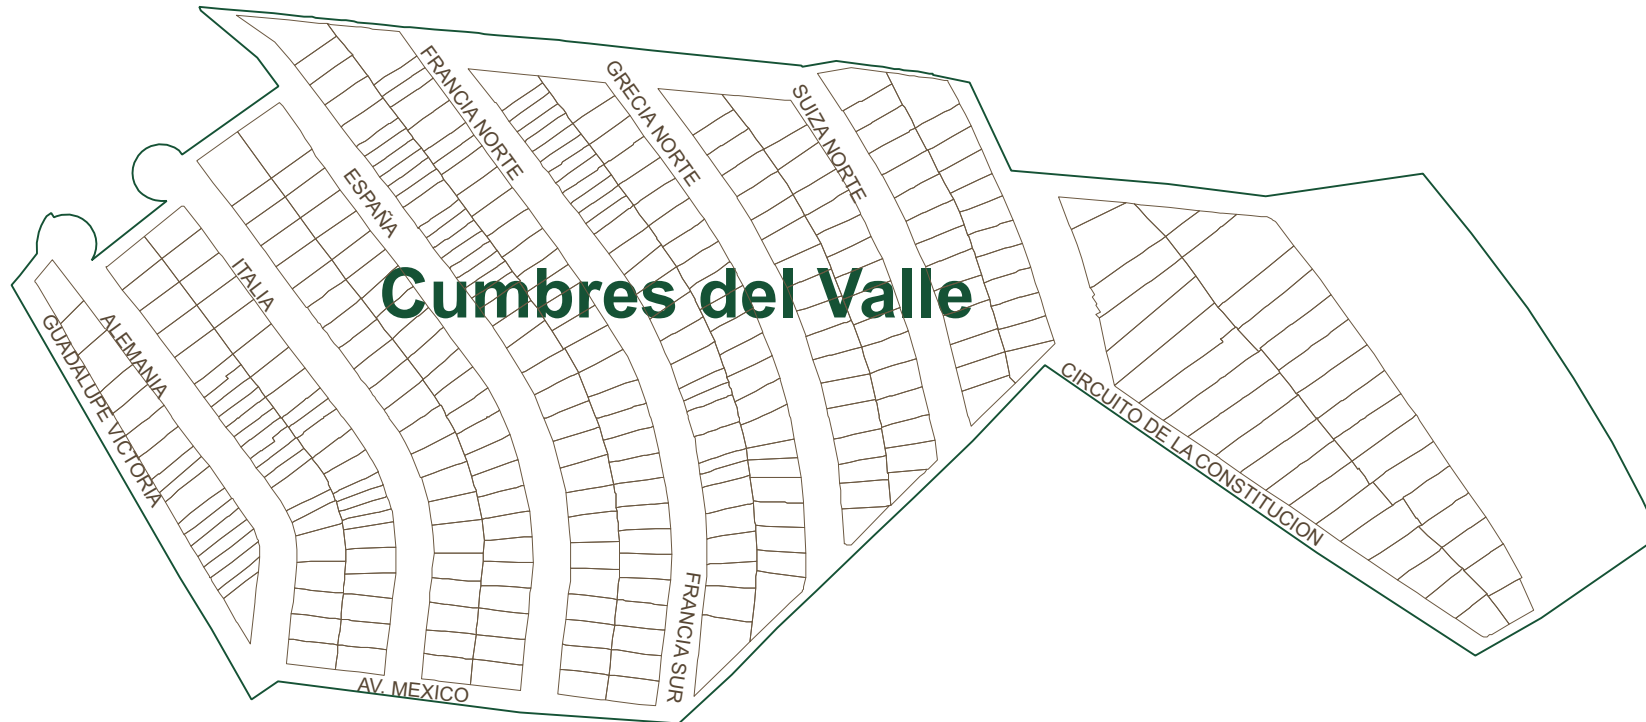 FRANCIA NORTE
GRECIA NORTE
SUIZA NORTE
ESPAÑA
ITALIA
Cumbres del Valle
ALEMANIA
GUADALUPE VICTORIA
CIRCUITO DE LA CONSTITUCION
FRANCIA SUR
AV. MEXICO